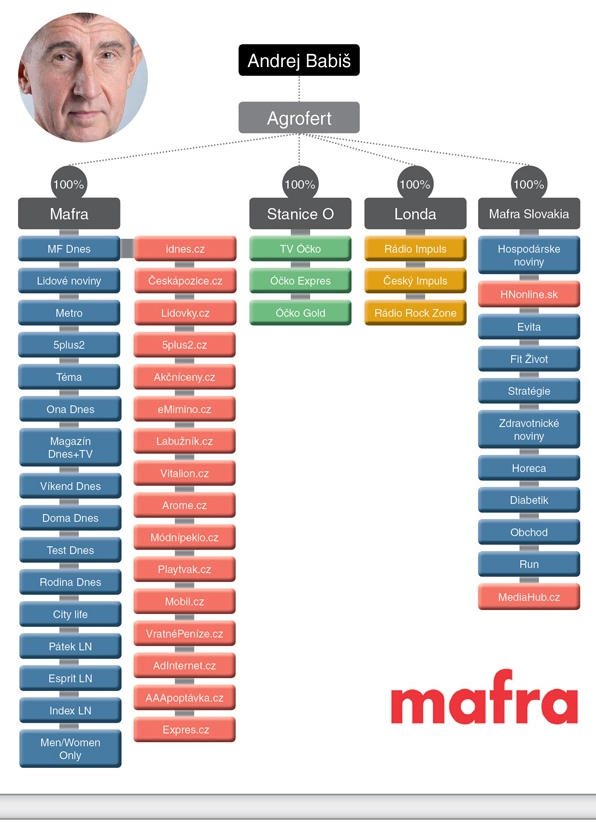 Andrej Babiš
Agrofert
100%
Mafra
MF Dnes
Lidové noviny
Metro
5plus2
Téma
Ona Dnes
Magazín
Dnes+TV
Víkend Dnes
Doma Dnes
Test Dnes
Rodina Dnes
City life
Pátek LN
Esprit LN
Index LN
Men/Women
Only
idnes.cz
Českápozice.cz
Lidovky.cz
5plus2.cz
Akčníceny.cz
eMimino.cz
Labužník.cz
Vitalion.cz
Arome.cz
Módnípeklo.cz
Playtvak.cz
Mobil.cz
VratnéPeníze.cz
AdInternet.cz
AAApoptávka.cz
Expres.cz
100%
Stanice O
TV Óčko
Óčko Expres
Óčko Gold
100%
Londa
Rádio Impuls
Český Impuls
Rádio Rock Zone
100%
Mafra Slovakia
Hospodárske
noviny
HNonline.sk
Evita
Fit Život
Stratégie
Zdravotnické
noviny
Horeca
Diabetik
Obchod
Run
MediaHub.cz
mafra